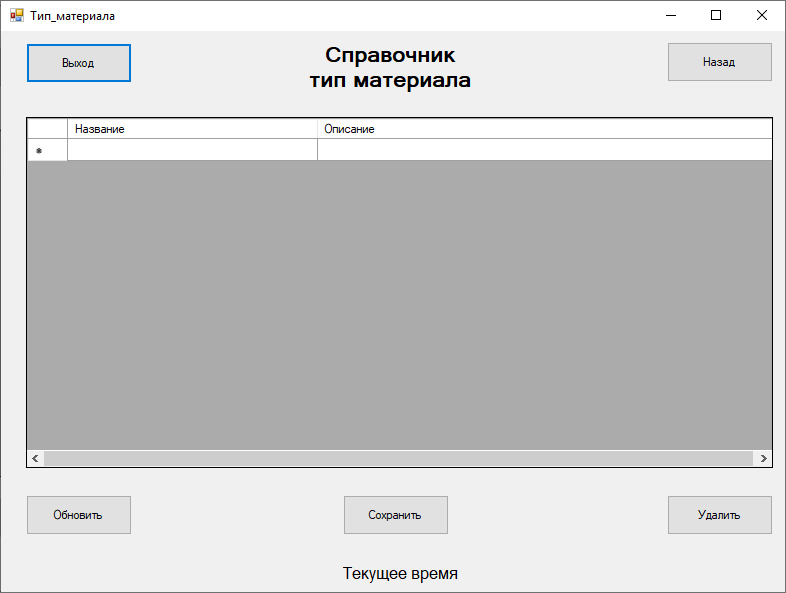 Тип_материала
Выход
Справочник
тип материала
Назад
Название
Описание
Обновить
Сохранить
Удалить
Текущее время